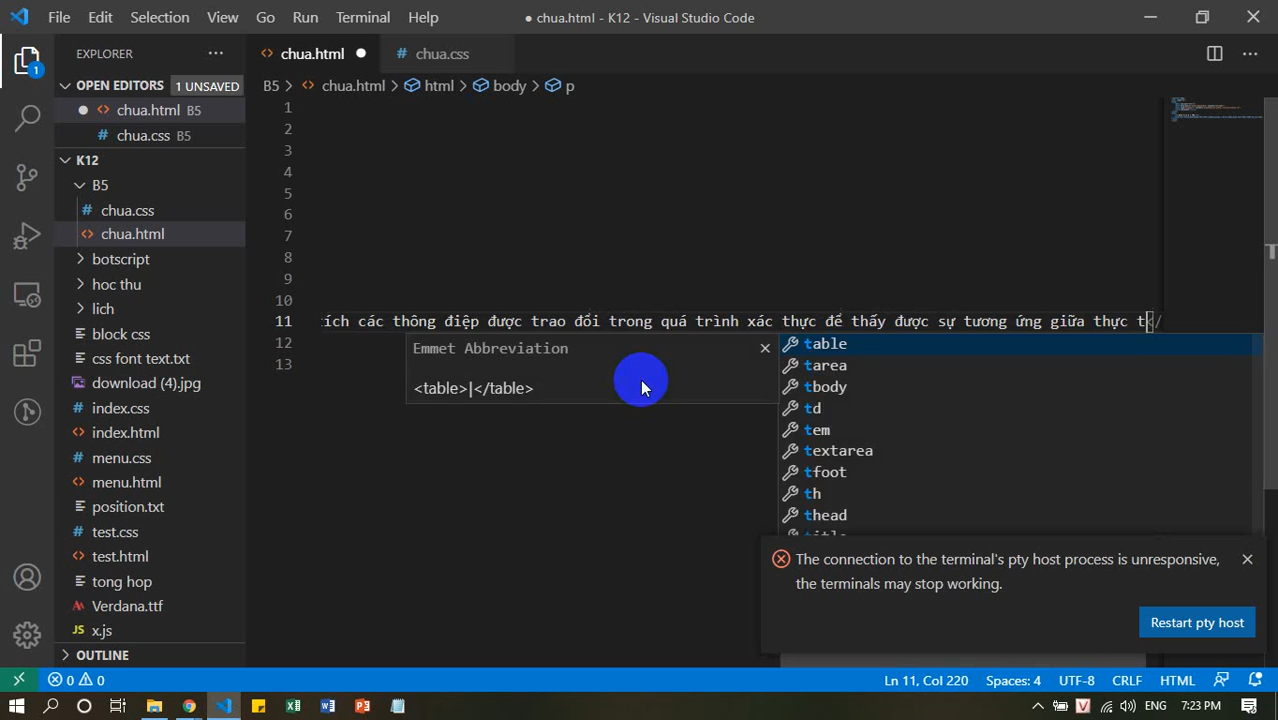 File Edit Selection View Go Run Terminal Help
● chua.html - K12 - Visual Studio Code
EXPLORER ···
chua.html ●
# chua.css
OPEN EDITORS 1 UNSAVED
B5 > <> chua.html > html > body > p
● <> chua.html B5
# chua.css B5
K12
B5
# chua.css
<> chua.html
botscript
hoc thu
lich
block css
css font text.txt
download (4).jpg
# index.css
<> index.html
# menu.css
<> menu.html
position.txt
# test.css
<> test.html
tong hop
A Verdana.ttf
JS x.js
OUTLINE
1
1
2
3
4
5
6
7
8
9
10
11 tích các thông điệp được trao đổi trong quá trình xác thực để thấy được sự tương ứng giữa thực t</
12
13
Emmet Abbreviation
<table>|</table>
table
tarea
tbody
td
tem
textarea
tfoot
th
thead
title
The connection to the terminal's pty host process is unresponsive,
the terminals may stop working.
Restart pty host
0 0
Ln 11, Col 220 Spaces: 4 UTF-8 CRLF HTML
ENG 7:23 PM